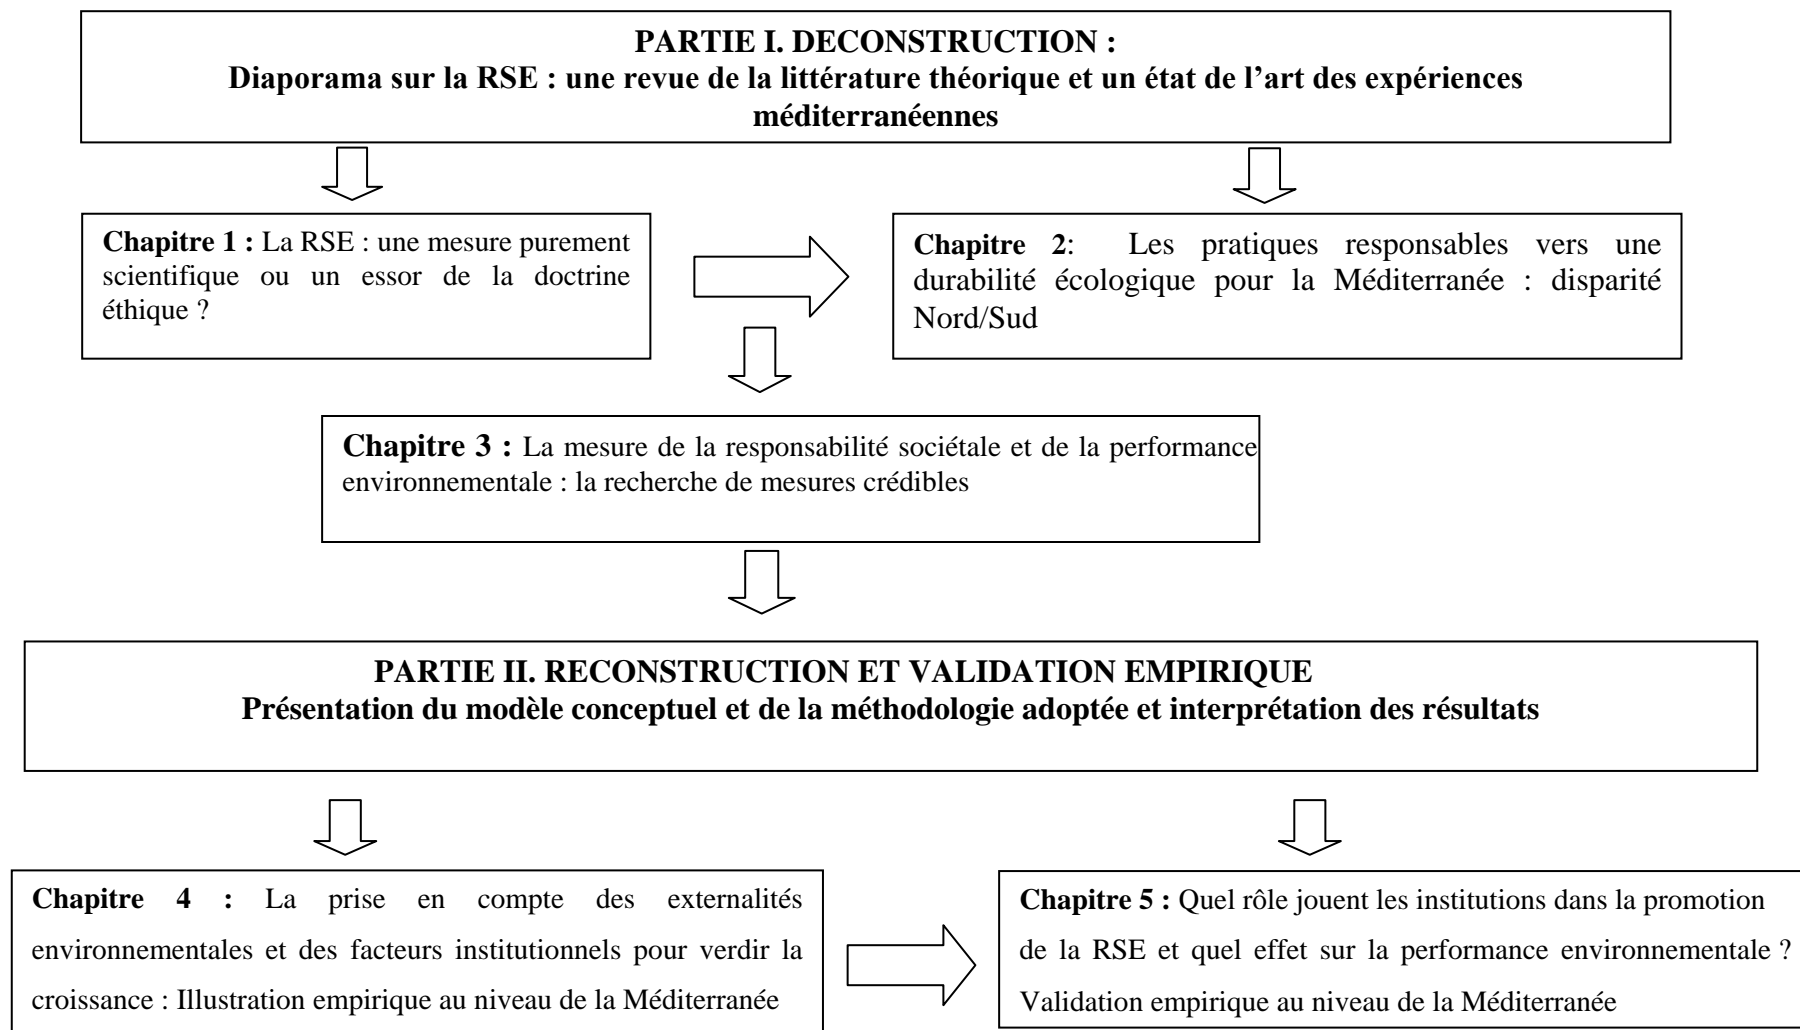 PARTIE I. DECONSTRUCTION :
Diaporama sur la RSE : une revue de la littérature théorique et un état de l’art des expériences
méditerranéennes
Chapitre 1 : La RSE : une mesure purement
scientifique ou un essor de la doctrine
éthique ?
Chapitre 2: Les pratiques responsables vers une
durabilité écologique pour la Méditerranée : disparité
Nord/Sud
Chapitre 3 : La mesure de la responsabilité sociétale et de la performance
environnementale : la recherche de mesures crédibles
PARTIE II. RECONSTRUCTION ET VALIDATION EMPIRIQUE
Présentation du modèle conceptuel et de la méthodologie adoptée et interprétation des résultats
Chapitre 4 : La prise en compte des externalités
environnementales et des facteurs institutionnels pour verdir la
croissance : Illustration empirique au niveau de la Méditerranée
Chapitre 5 : Quel rôle jouent les institutions dans la promotion
de la RSE et quel effet sur la performance environnementale ?
Validation empirique au niveau de la Méditerranée